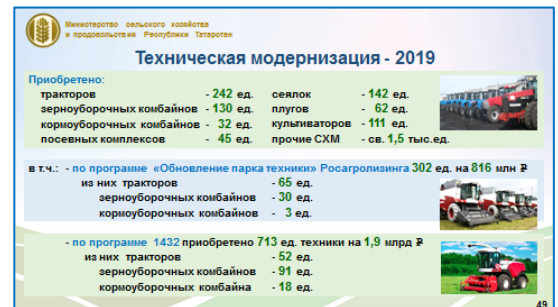 Министерство сельского хозяйства
и продовольствия Республики Татарстан
Техническая модернизация - 2019
Приобретено:
тракторов - 242 ед. сеялок - 142 ед.
зерноуборочных комбайнов - 130 ед. плугов - 62 ед.
кормоуборочных комбайнов - 32 ед. культиваторов - 111 ед.
посевных комплексов - 45 ед. прочие СХМ - св. 1,5 тыс.ед.
в т.ч.: - по программе «Обновление парка техники» Росагролизинга 302 ед. на 816 млн ₽
из них тракторов - 65 ед.
зерноуборочных комбайнов - 30 ед.
кормоуборочных комбайнов - 3 ед.
- по программе 1432 приобретено 713 ед. техники на 1,9 млрд ₽
из них тракторов - 52 ед.
зерноуборочных комбайнов - 91 ед.
кормоуборочных комбайна - 18 ед.
49